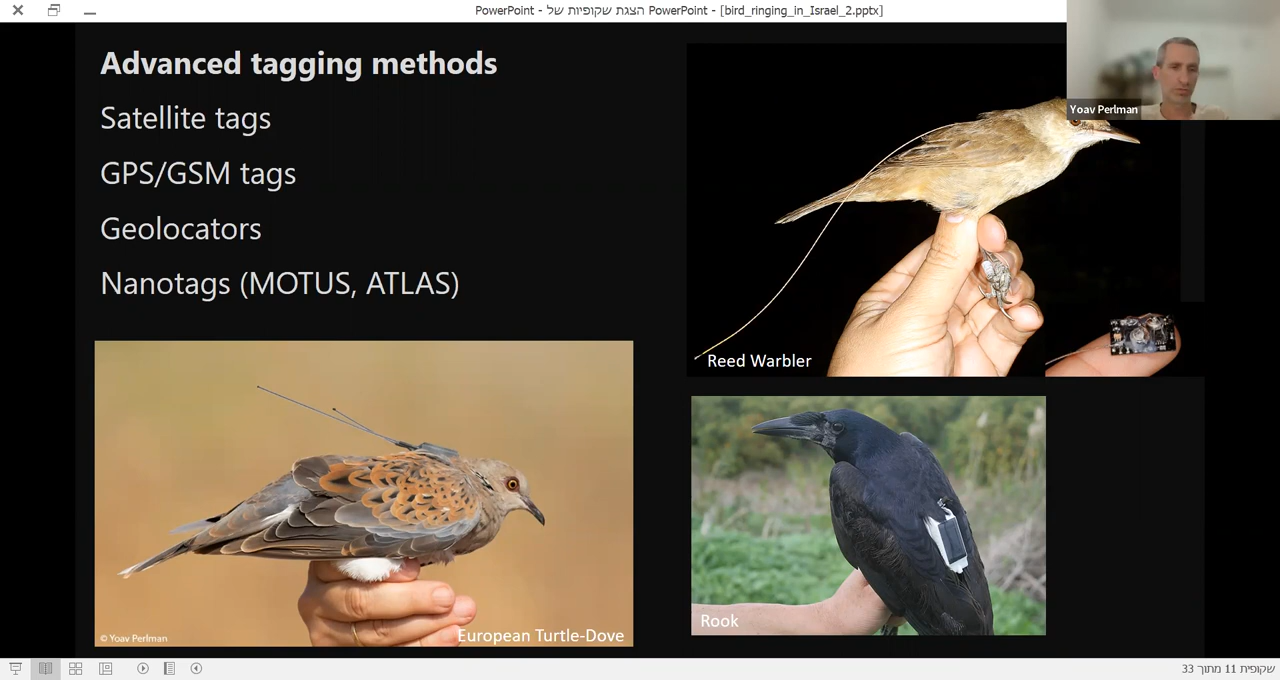 PowerPoint - הצגת שקופיות של PowerPoint - [bird_ringing_in_Israel_2.pptx]
Yoav Perlman
Advanced tagging methods
Satellite tags
GPS/GSM tags
Geolocators
Nanotags (MOTUS, ATLAS)
Reed Warbler
© Yoav Perlman
European Turtle-Dove
Rook
שקופית 11 מתוך 33